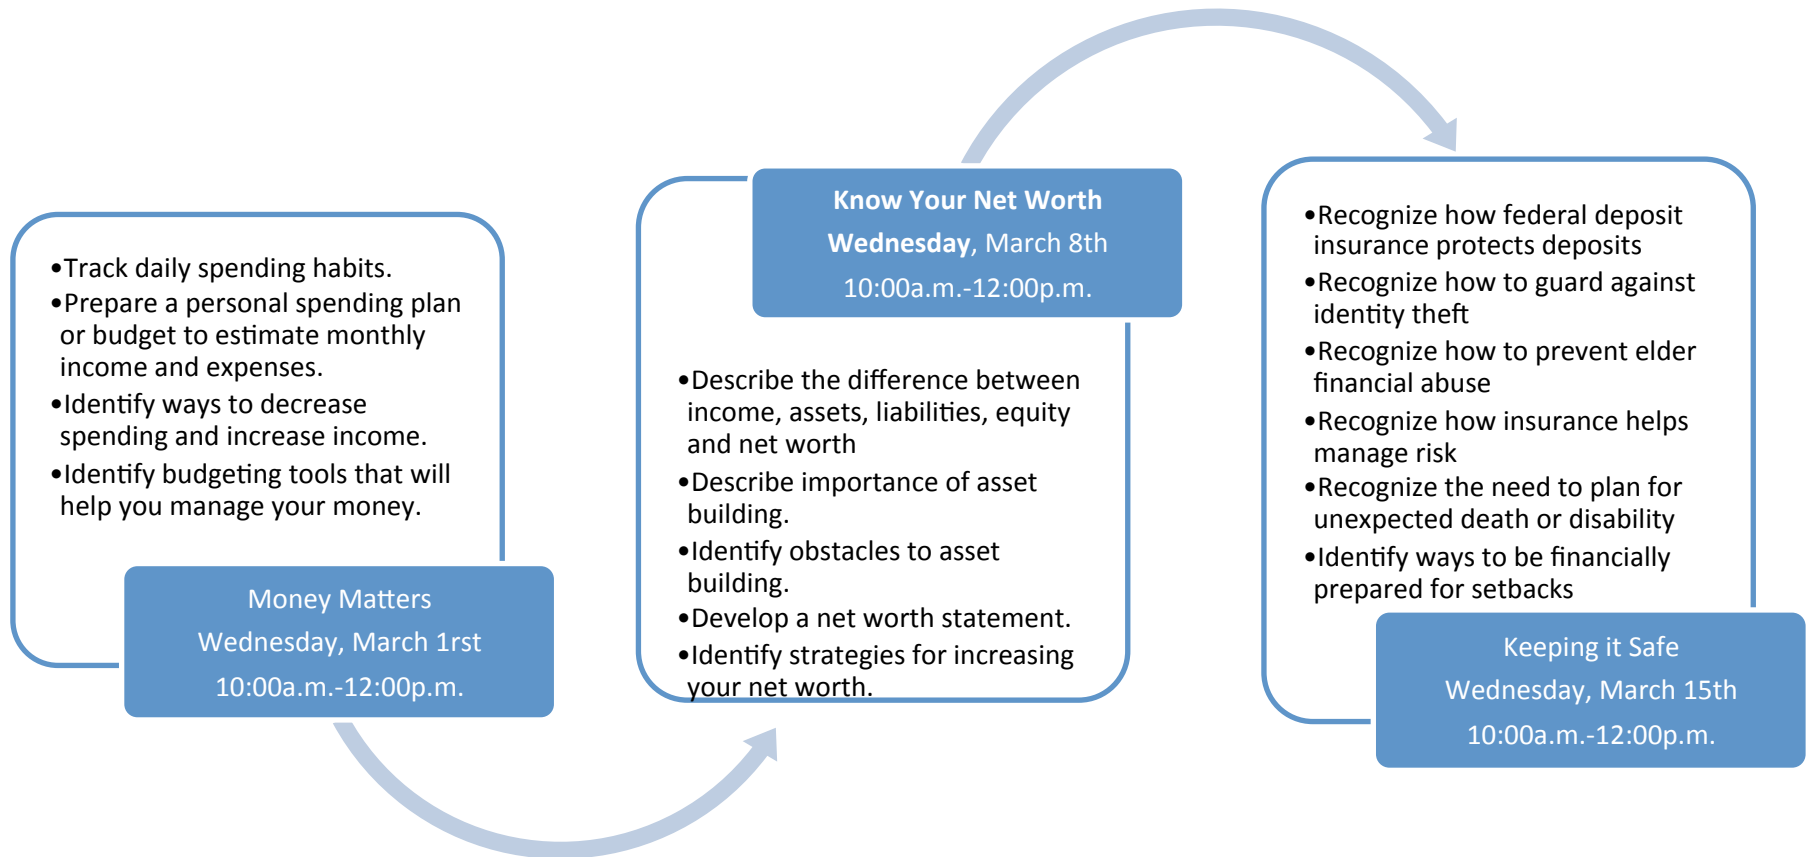 •Track daily spending habits.
•Prepare a personal spending plan
or budget to estimate monthly
income and expenses.
•Identify ways to decrease
spending and increase income.
•Identify budgeting tools that will
help you manage your money.
Money Matters
Wednesday, March 1rst
10:00a.m.-12:00p.m.
Know Your Net Worth
Wednesday, March 8th
10:00a.m.-12:00p.m.
•Describe the difference between
income, assets, liabilities, equity
and net worth
•Describe importance of asset
building.
•Identify obstacles to asset
building.
•Develop a net worth statement.
•Identify strategies for increasing
your net worth.
•Recognize how federal deposit
insurance protects deposits
•Recognize how to guard against
identity theft
•Recognize how to prevent elder
financial abuse
•Recognize how insurance helps
manage risk
•Recognize the need to plan for
unexpected death or disability
•Identify ways to be financially
prepared for setbacks
Keeping it Safe
Wednesday, March 15th
10:00a.m.-12:00p.m.